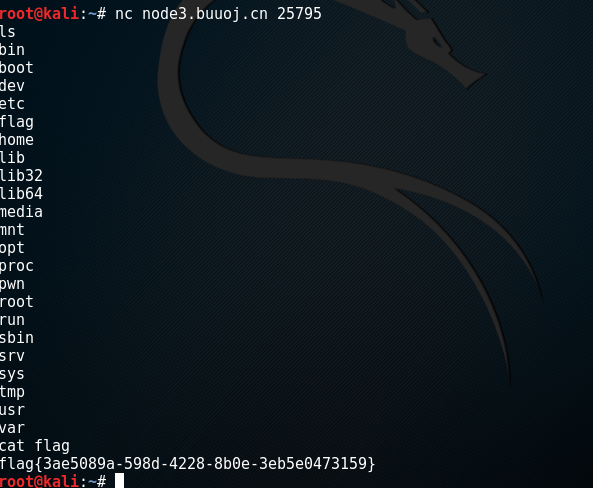 root@kali:~# nc node3.buuoj.cn 25795
ls
bin
boot
dev
etc
flag
home
lib
lib32
lib64
media
mnt
opt
proc
pwn
root
run
sbin
srv
sys
tmp
usr
var
cat flag
flag{3ae5089a-598d-4228-8b0e-3eb5e0473159}
root@kali:~#